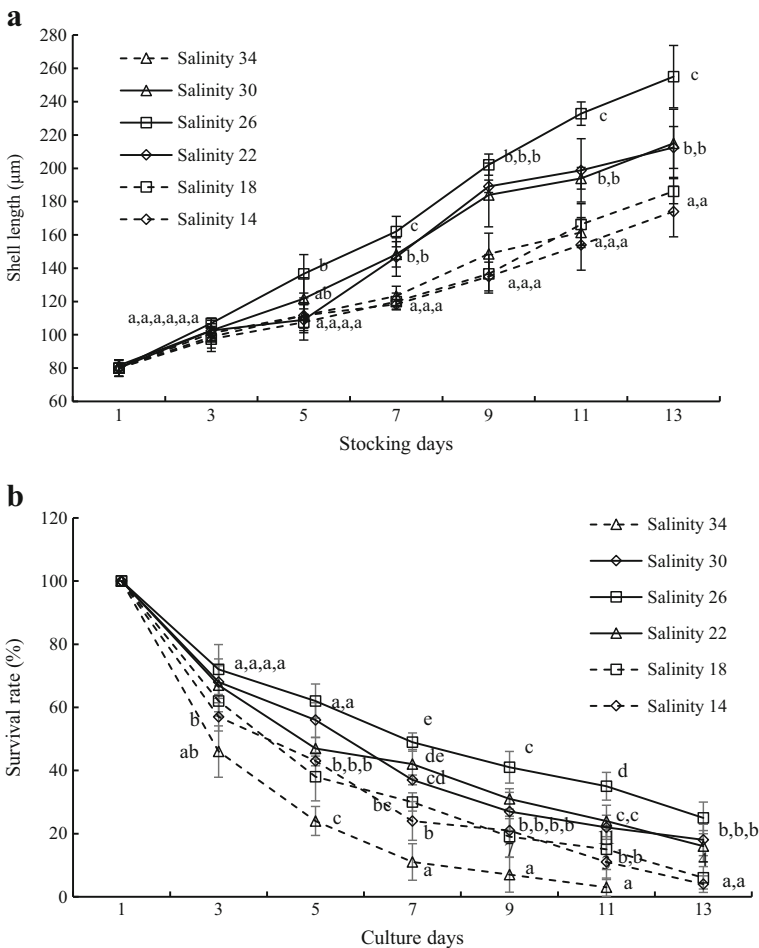 a
Shell length (μm)
280
260
240
220
200
180
160
140
120
100
80
60
Salinity 34
Salinity 30
Salinity 26
Salinity 22
Salinity 18
Salinity 14
a,a,a,a,a,a
b
ab
a,a,a,a
c
b,b
a,a,a
b,b,b
a,a,a
c
b,b
a,a,a
c
b,b
a,a
1 3 5 7 9 11 13
Stocking days
b
Survival rate (%)
120
100
80
60
40
20
0
Salinity 34
Salinity 30
Salinity 26
Salinity 22
Salinity 18
Salinity 14
a,a,a,a
b
ab
a,a
b,b,b
c
e
de
cd
bc
b
a
c
b,b,b,b
a
d
c,c
b,b
a
b,b,b
a,a
1 3 5 7 9 11 13
Culture days